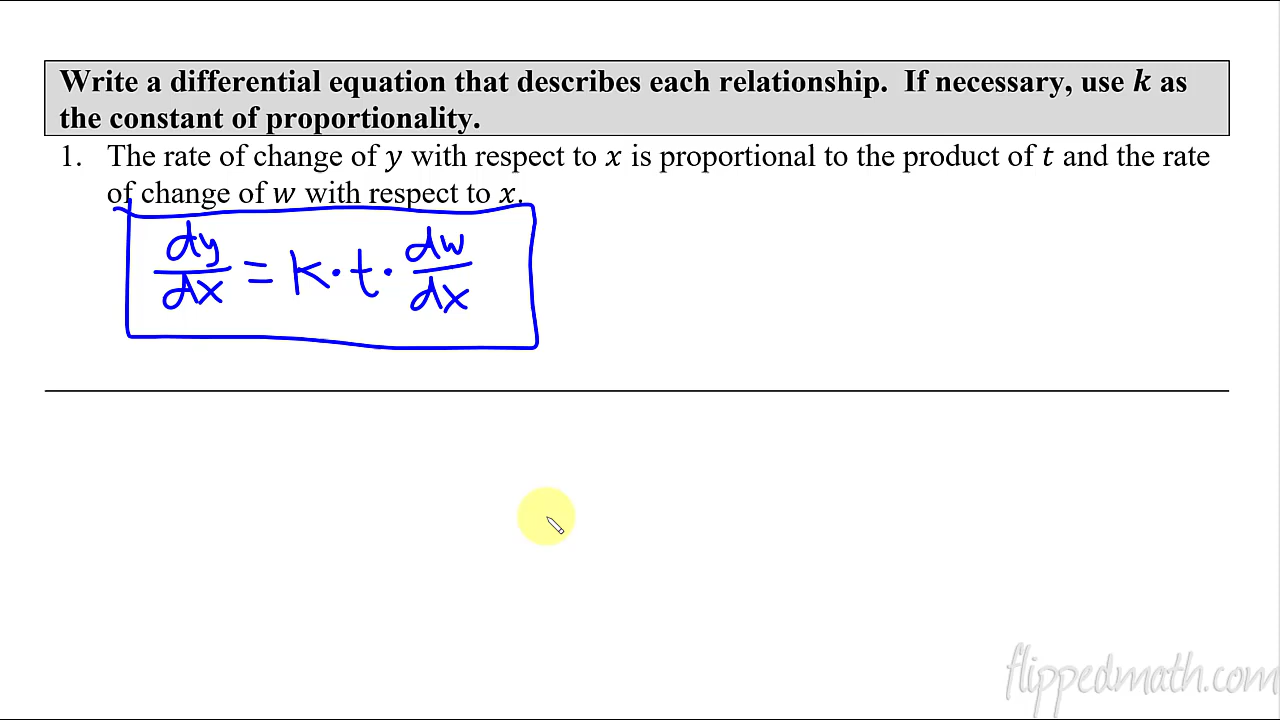 Write a differential equation that describes each relationship. If necessary, use k as
the constant of proportionality.
1. The rate of change of y with respect to x is proportional to the product of t and the rate
of change of w with respect to x.
dy/dx = k · t · dw/dx
flippedmath.com